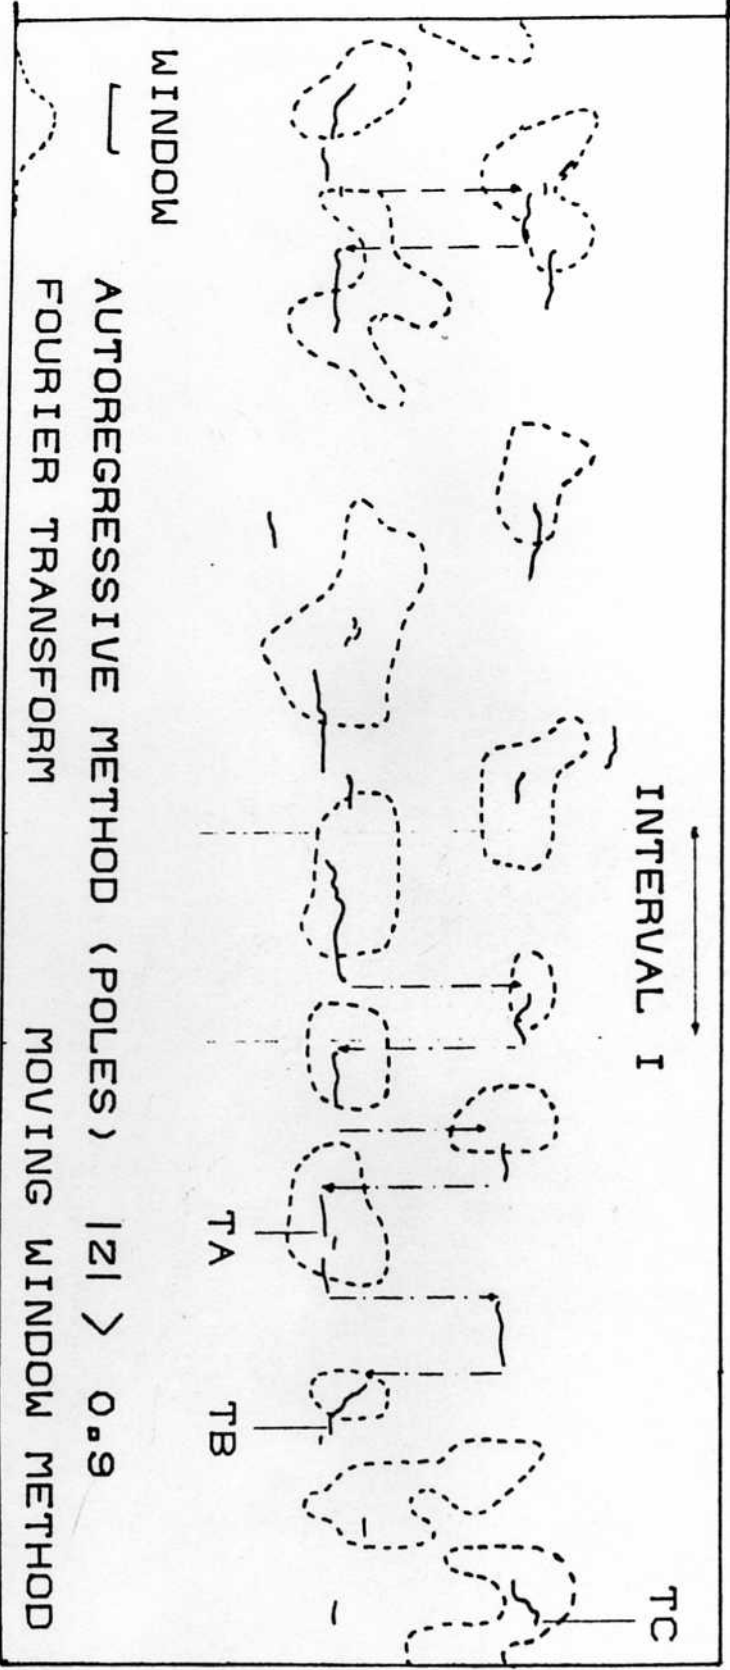 INTERVAL I
TC
TA
TB
WINDOW
AUTOREGRESSIVE METHOD (POLES) |Z| > 0.9
FOURIER TRANSFORM MOVING WINDOW METHOD